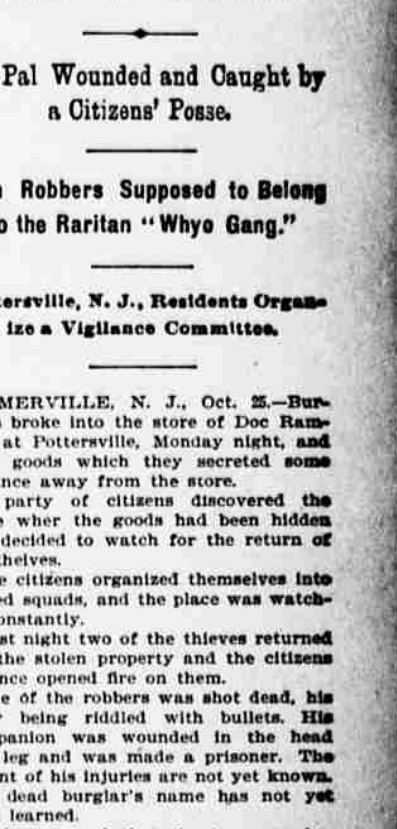 Pal Wounded and Caught by
a Citizens' Posse.
Robbers Supposed to Belong
the Raritan "Whyo Gang."
ersville, N. J., Residents Organ-
ize a Vigilance Committee.
MERVILLE, N. J., Oct. 25.—Bur-
broke into the store of Doc Ram-
at Pottersville, Monday night, and
goods which they secreted some
nce away from the store.
party of citizens discovered the
wher the goods had been hidden
decided to watch for the return of
thelves.
citizens organized themselves into
ed squads, and the place was watch-
onstantly.
st night two of the thieves returned
the stolen property and the citizens
nce opened fire on them.
e of the robbers was shot dead, his
being riddled with bullets. His
panion was wounded in the head
leg and was made a prisoner. The
nt of his injuries are not yet known.
dead burglar's name has not yet
learned.